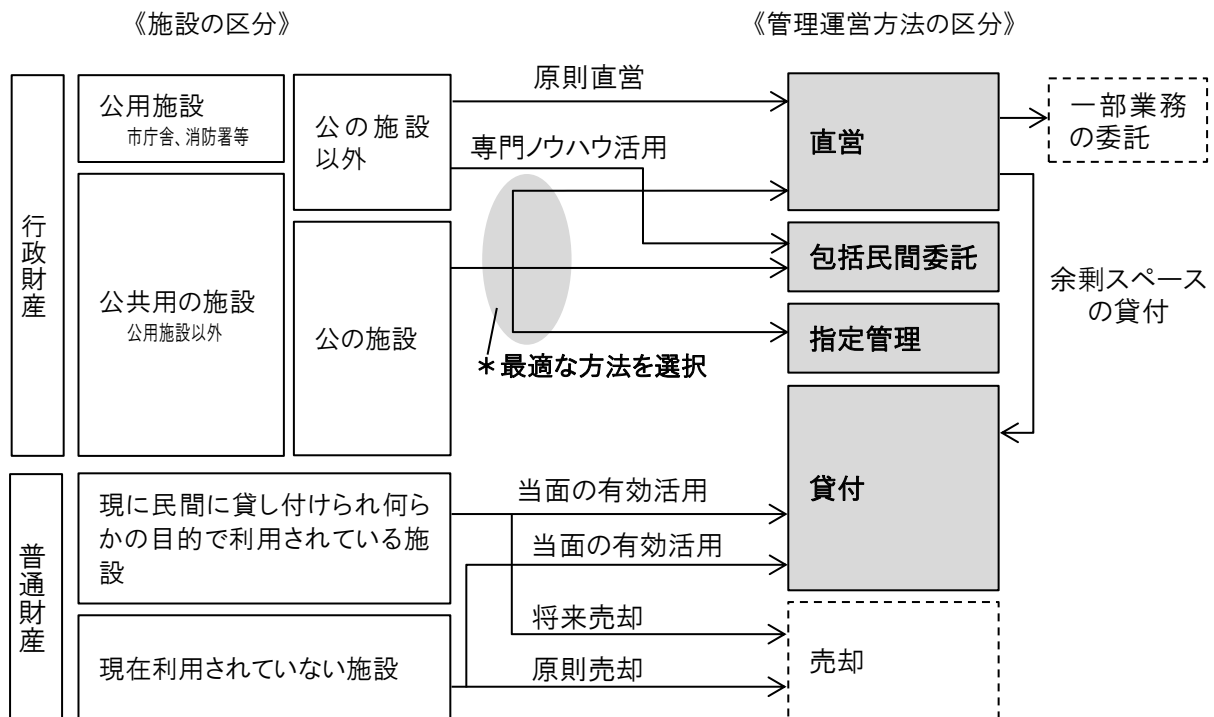 《施設の区分》
《管理運営方法の区分》
行政財産
公用施設
市庁舎、消防署等
公の施設
以外
公共用の施設
公用施設以外
公の施設
原則直営
専門ノウハウ活用
＊最適な方法を選択
直営
包括民間委託
指定管理
貸付
一部業務
の委託
余剰スペース
の貸付
普通財産
現に民間に貸し付けられ何ら
かの目的で利用されている施
設
現在利用されていない施設
当面の有効活用
当面の有効活用
将来売却
原則売却
売却